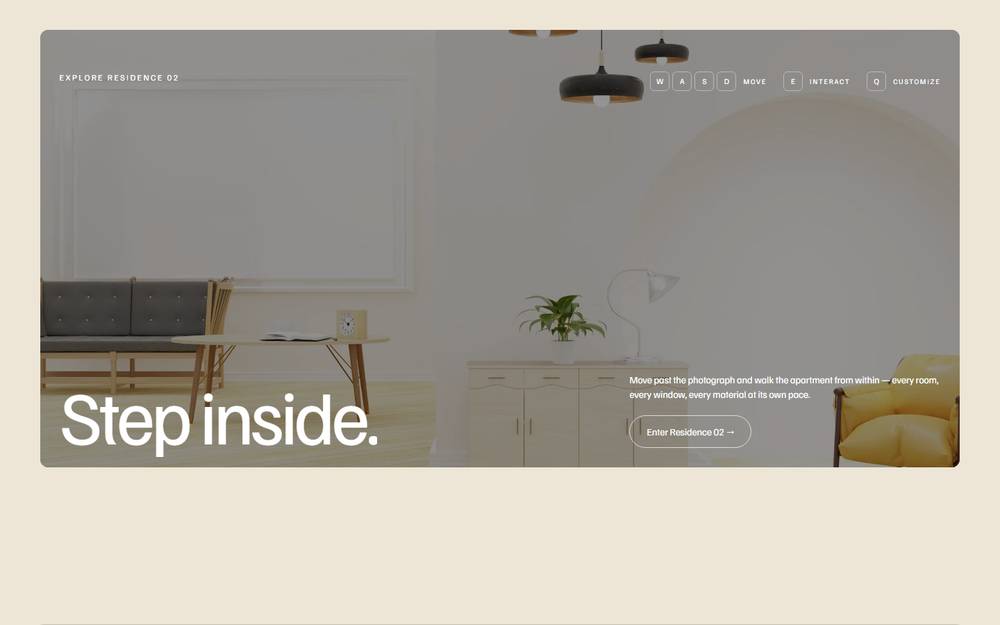 EXPLORE RESIDENCE 02
W A S D MOVE E INTERACT Q CUSTOMIZE
Step inside.
Move past the photograph and walk the apartment from within — every room,
every window, every material at its own pace.
Enter Residence 02 →